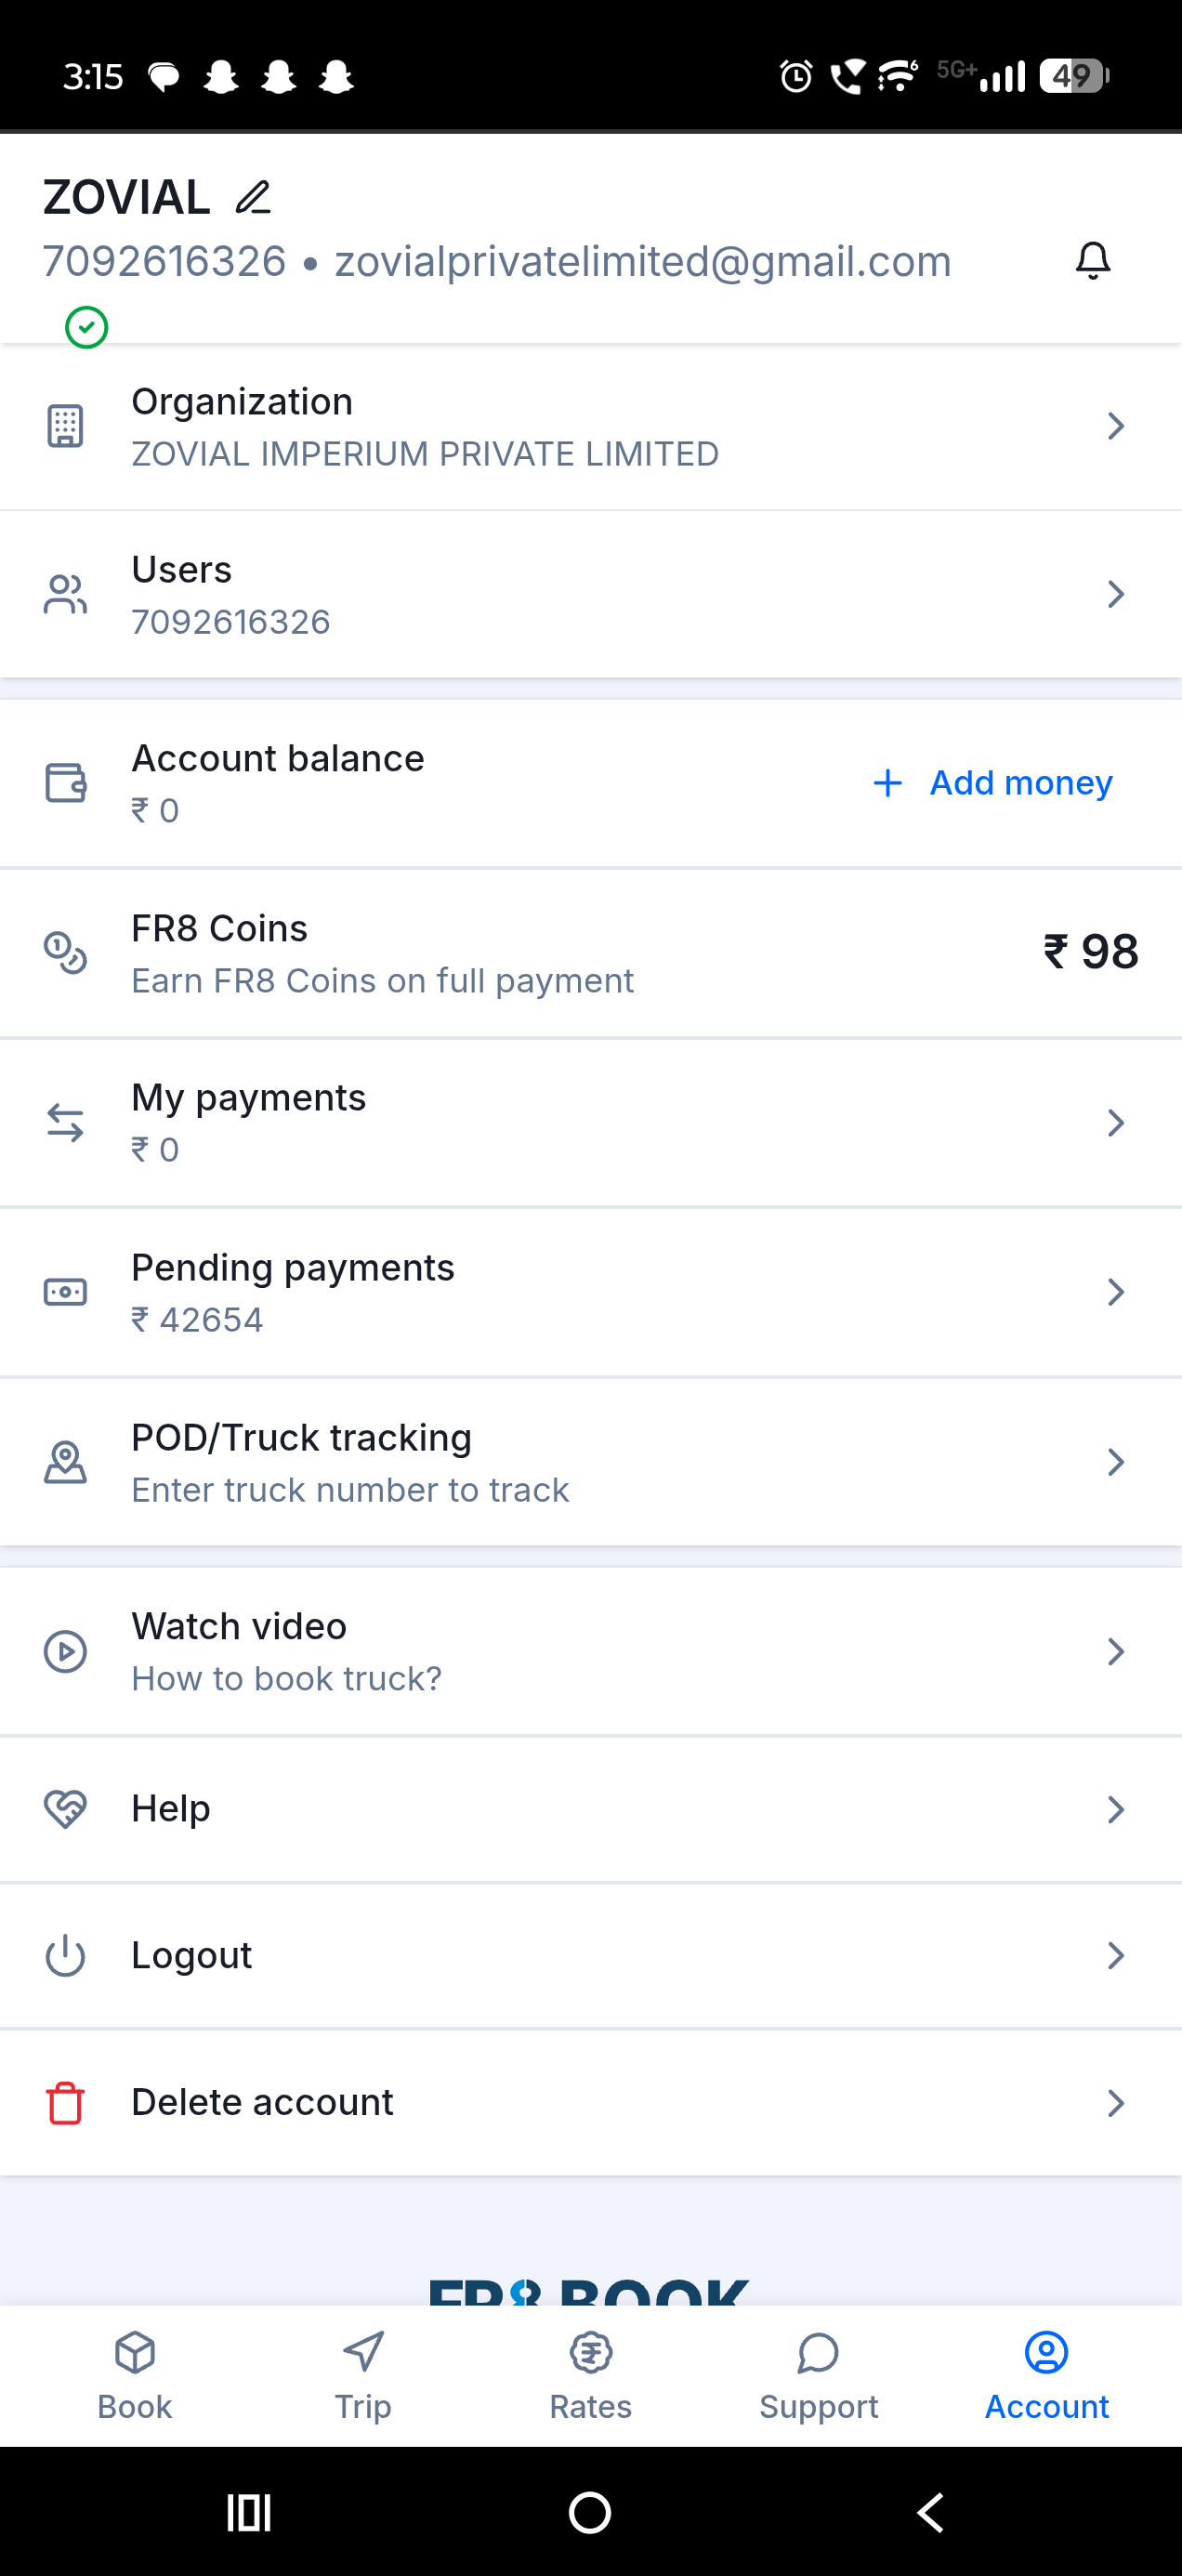 3:15
5G+
49
ZOVIAL
7092616326 • zovialprivatelimited@gmail.com
Organization
ZOVIAL IMPERIUM PRIVATE LIMITED
Users
7092616326
Account balance
₹ 0
Add money
FR8 Coins
Earn FR8 Coins on full payment
₹ 98
My payments
₹ 0
Pending payments
₹ 42654
POD/Truck tracking
Enter truck number to track
Watch video
How to book truck?
Help
Logout
Delete account
FR8 BOOK
Book
Trip
Rates
Support
Account